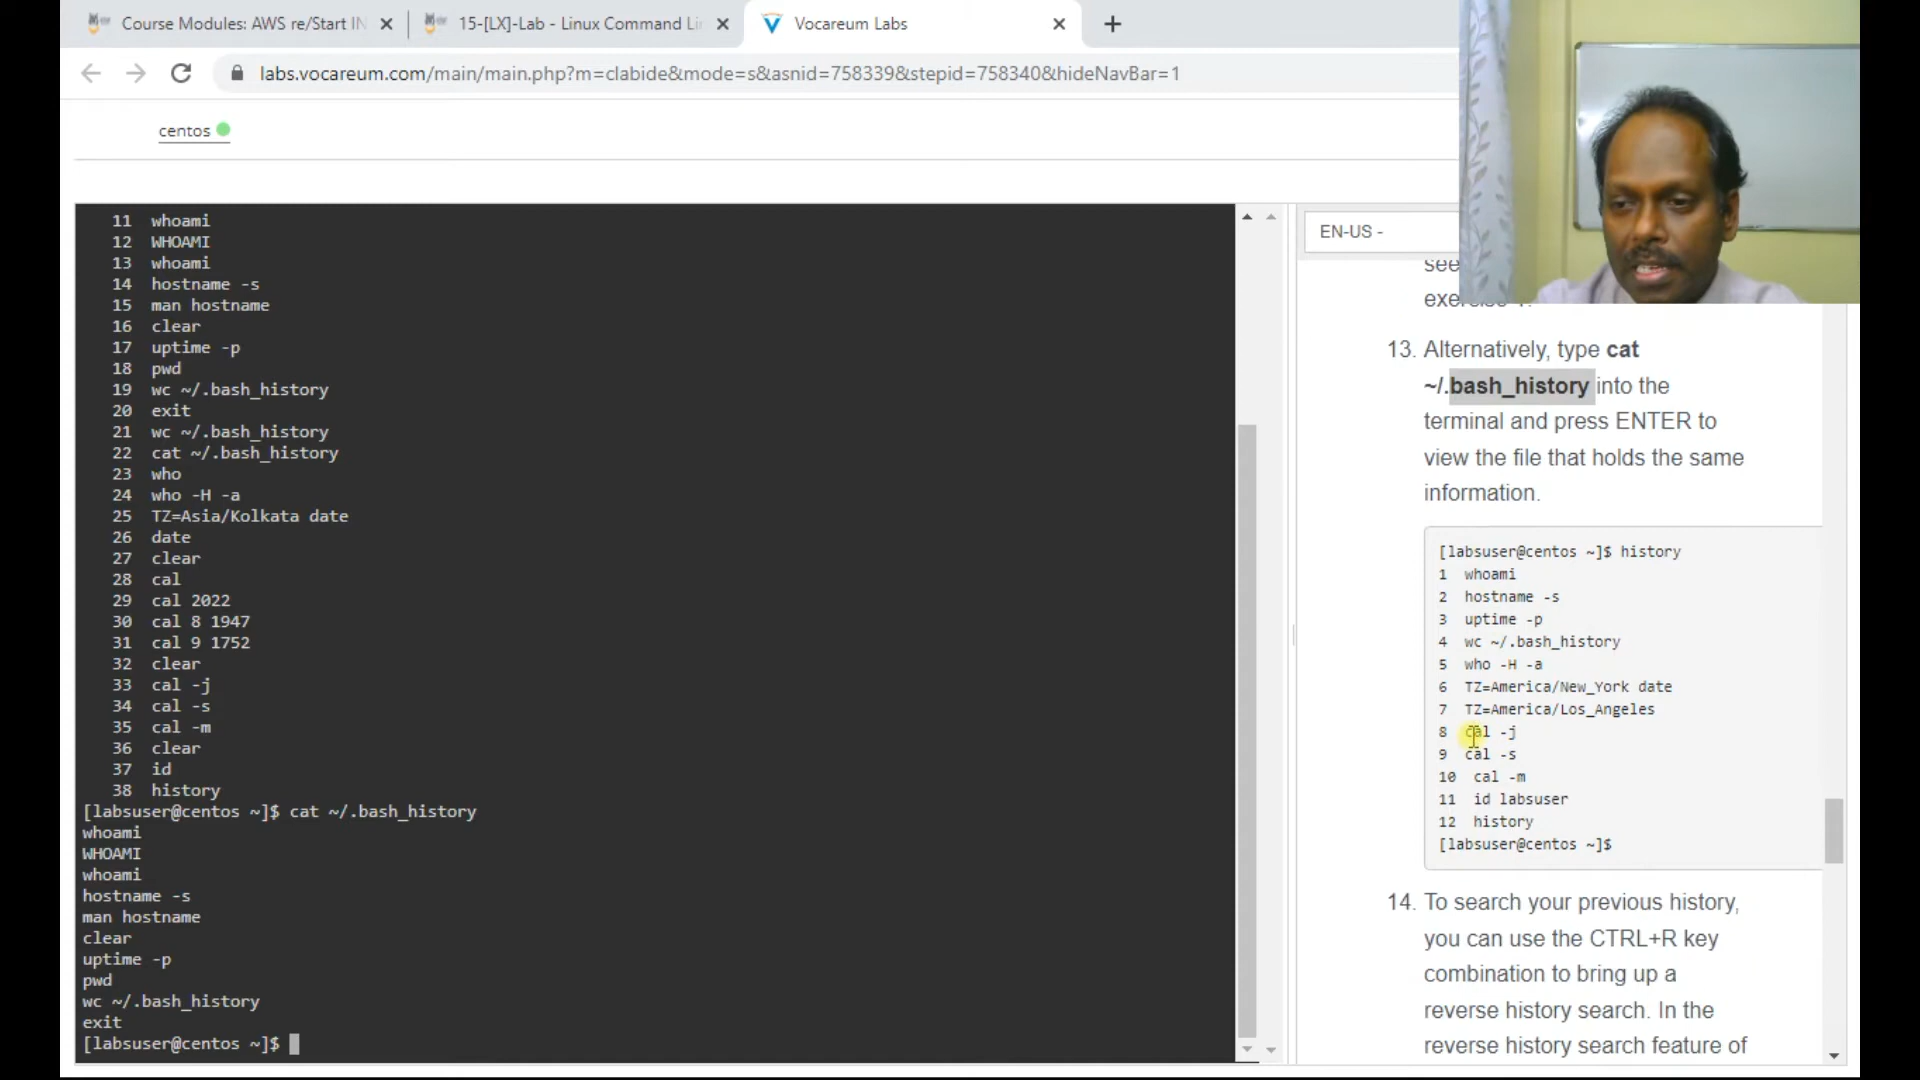 Course Modules: AWS re/Start IN
15-[LX]-Lab - Linux Command Li
Vocareum Labs
labs.vocareum.com/main/main.php?m=clabide&mode=s&asnid=758339&stepid=758340&hideNavBar=1
centos
11 whoami
12 WHOAMI
13 whoami
14 hostname -s
15 man hostname
16 clear
17 uptime -p
18 pwd
19 wc ~/.bash_history
20 exit
21 wc ~/.bash_history
22 cat ~/.bash_history
23 who
24 who -H -a
25 TZ=Asia/Kolkata date
26 date
27 clear
28 cal
29 cal 2022
30 cal 8 1947
31 cal 9 1752
32 clear
33 cal -j
34 cal -s
35 cal -m
36 clear
37 id
38 history
[labsuser@centos ~]$ cat ~/.bash_history
whoami
WHOAMI
whoami
hostname -s
man hostname
clear
uptime -p
pwd
wc ~/.bash_history
exit
[labsuser@centos ~]$
EN-US -
see
13. Alternatively, type cat
~/.bash_history into the
terminal and press ENTER to
view the file that holds the same
information.
[labsuser@centos ~]$ history
1 whoami
2 hostname -s
3 uptime -p
4 wc ~/.bash_history
5 who -H -a
6 TZ=America/New_York date
7 TZ=America/Los_Angeles
8 cal -j
9 cal -s
10 cal -m
11 id labsuser
12 history
[labsuser@centos ~]$
14. To search your previous history,
you can use the CTRL+R key
combination to bring up a
reverse history search. In the
reverse history search feature of